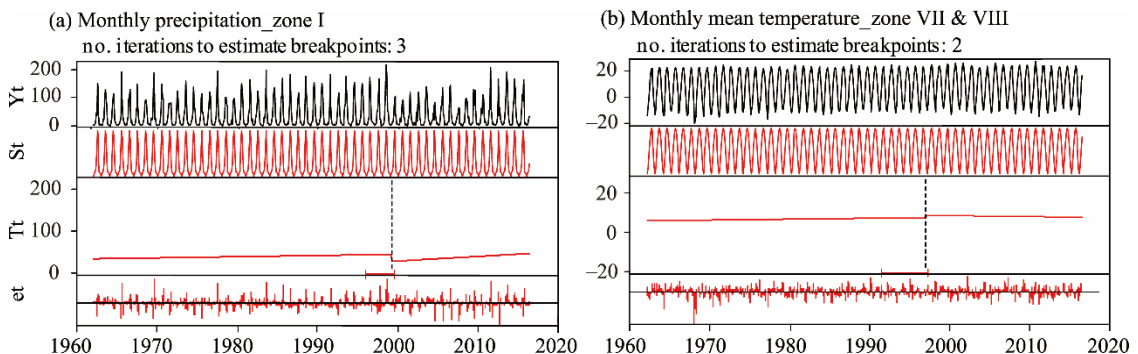 (a) Monthly precipitation_zone I
no. iterations to estimate breakpoints: 3
Yt
200
100
0
St
Tt
200
100
0
et
1960 1970 1980 1990 2000 2010 2020
(b) Monthly mean temperature_zone VII & VIII
no. iterations to estimate breakpoints: 2
20
0
−20
20
0
−20
1960 1970 1980 1990 2000 2010 2020